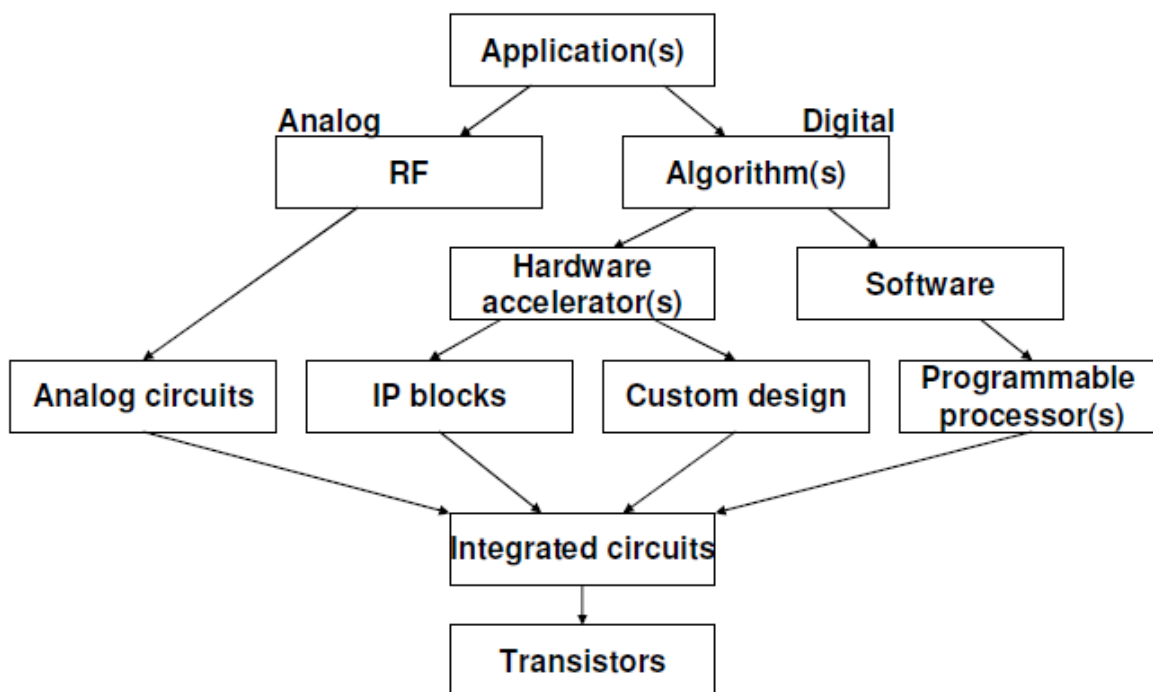 Application(s)
Analog
Digital
RF
Algorithm(s)
Hardware
accelerator(s)
Software
Analog circuits
IP blocks
Custom design
Programmable
processor(s)
Integrated circuits
Transistors